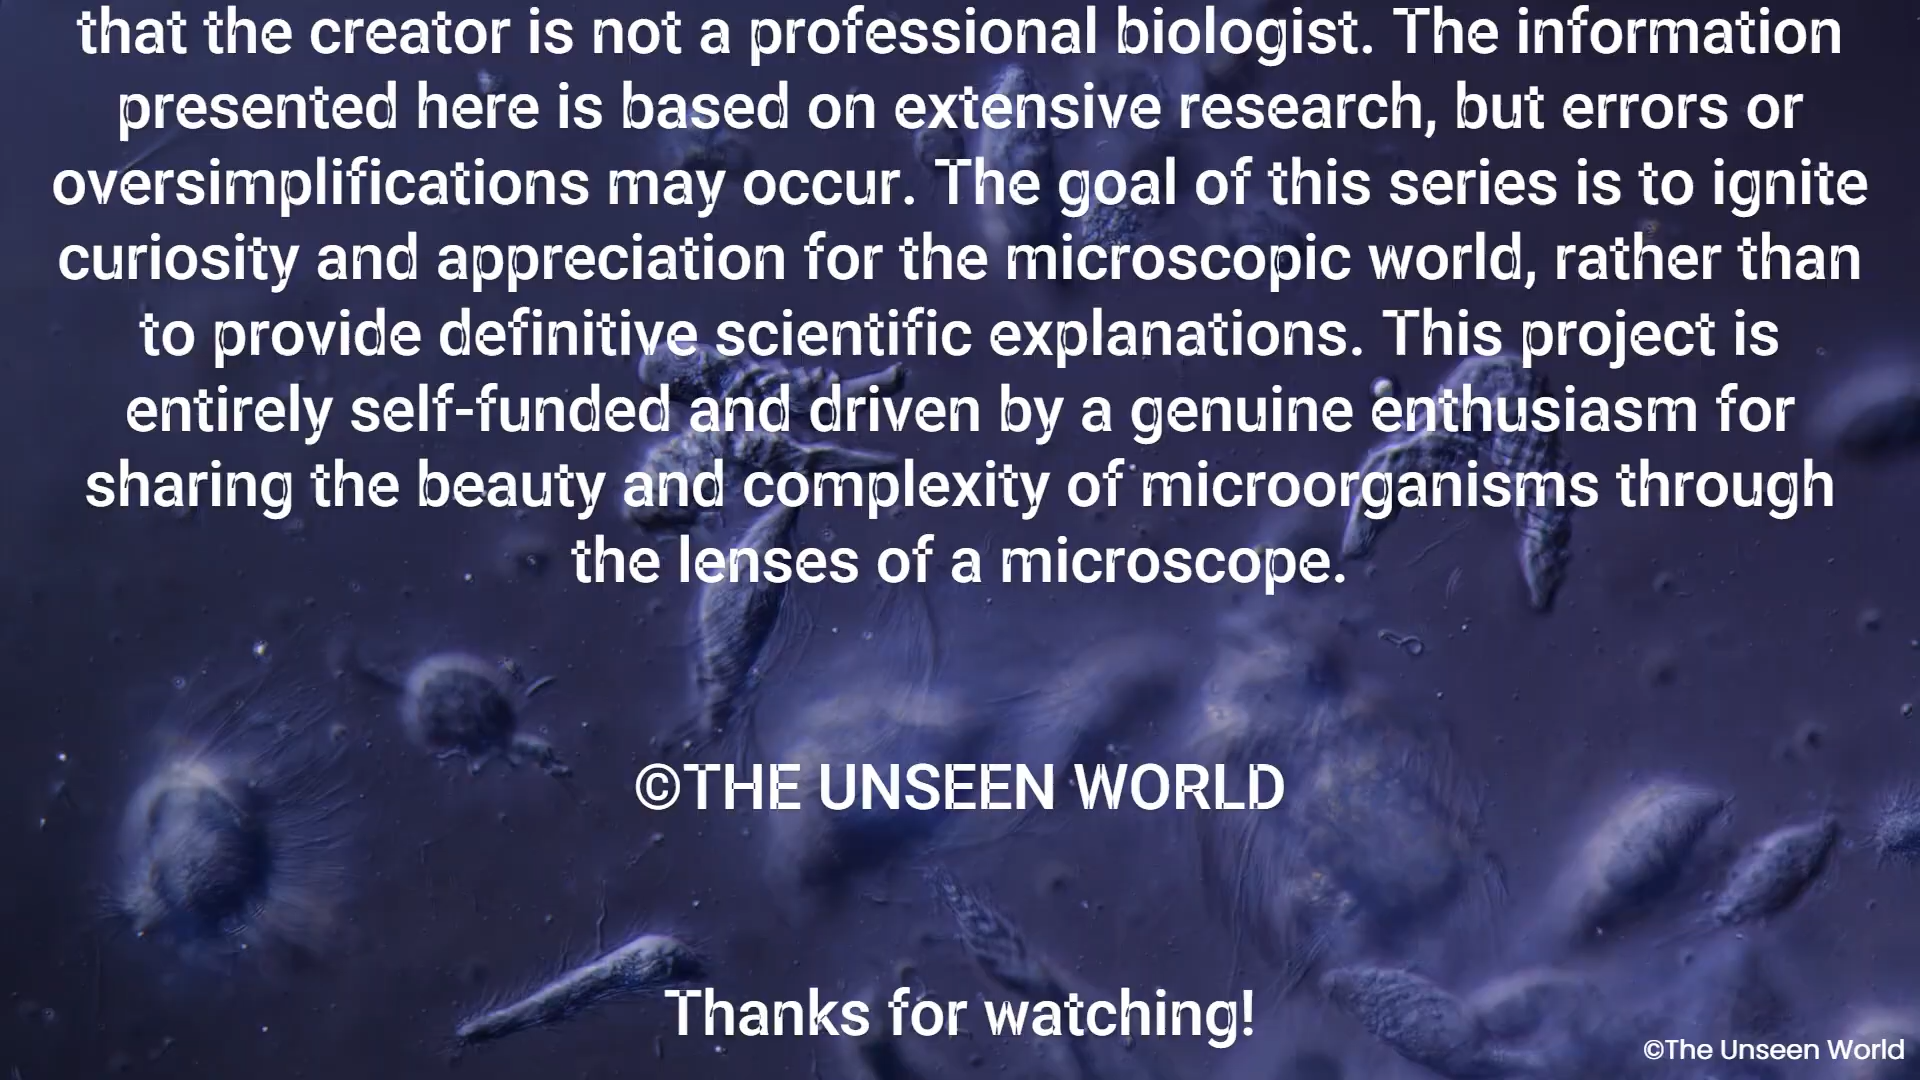 that the creator is not a professional biologist. The information
presented here is based on extensive research, but errors or
oversimplifications may occur. The goal of this series is to ignite
curiosity and appreciation for the microscopic world, rather than
to provide definitive scientific explanations. This project is
entirely self-funded and driven by a genuine enthusiasm for
sharing the beauty and complexity of microorganisms through
the lenses of a microscope.
©THE UNSEEN WORLD
Thanks for watching!
©The Unseen World